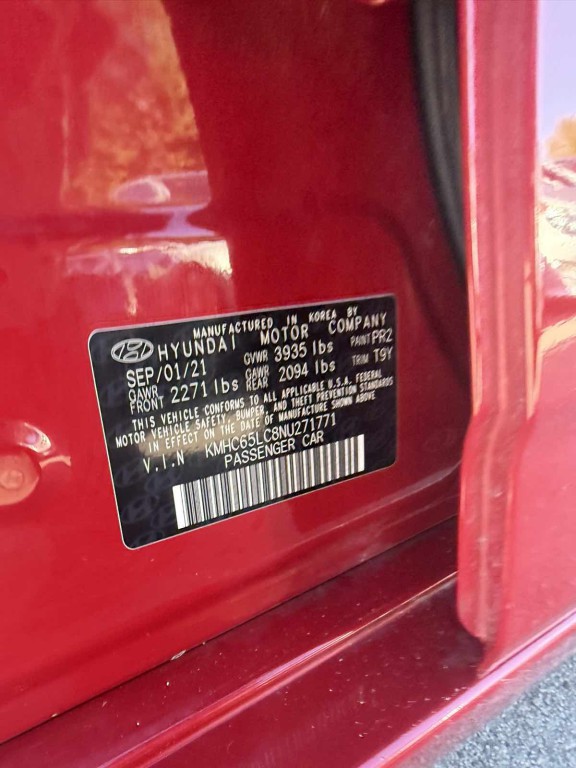 MANUFACTURED IN KOREA BY
HYUNDAI MOTOR COMPANY
SEP/01/21 GVWR 3935 lbs PAINT PR2
GAWR FRONT 2271 lbs GAWR REAR 2094 lbs TRIM T9Y
THIS VEHICLE CONFORMS TO ALL APPLICABLE U.S.A. FEDERAL
MOTOR VEHICLE SAFETY, BUMPER, AND THEFT PREVENTION STANDARDS
IN EFFECT ON THE DATE OF MANUFACTURE SHOWN ABOVE.
V.I.N KMHC65LC8NU271771
PASSENGER CAR